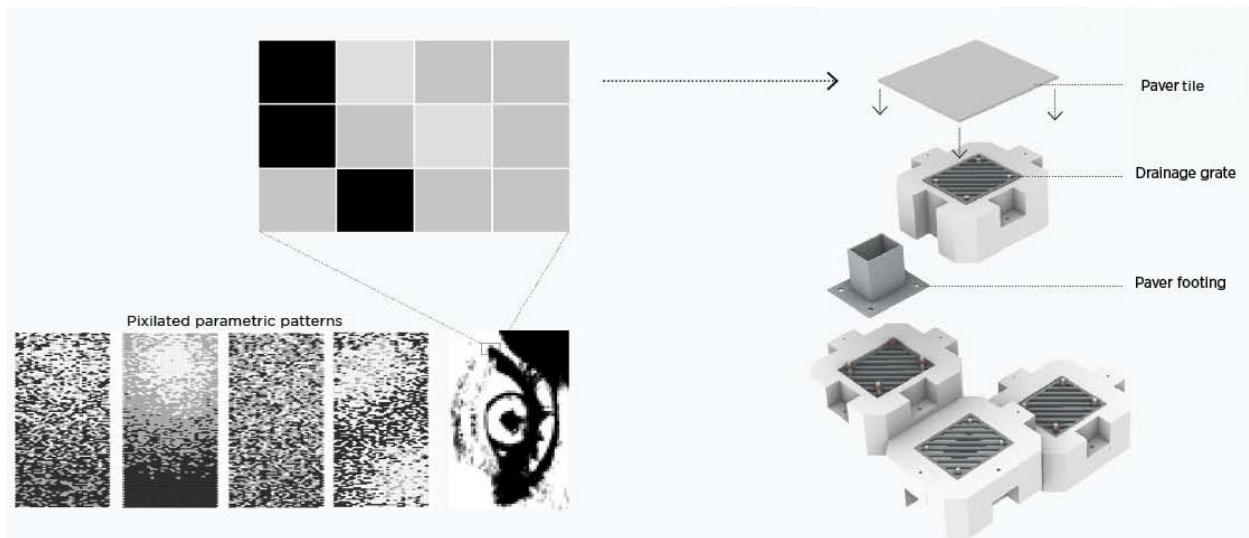 Paver tile
Drainage grate
Paver footing
Pixilated parametric patterns